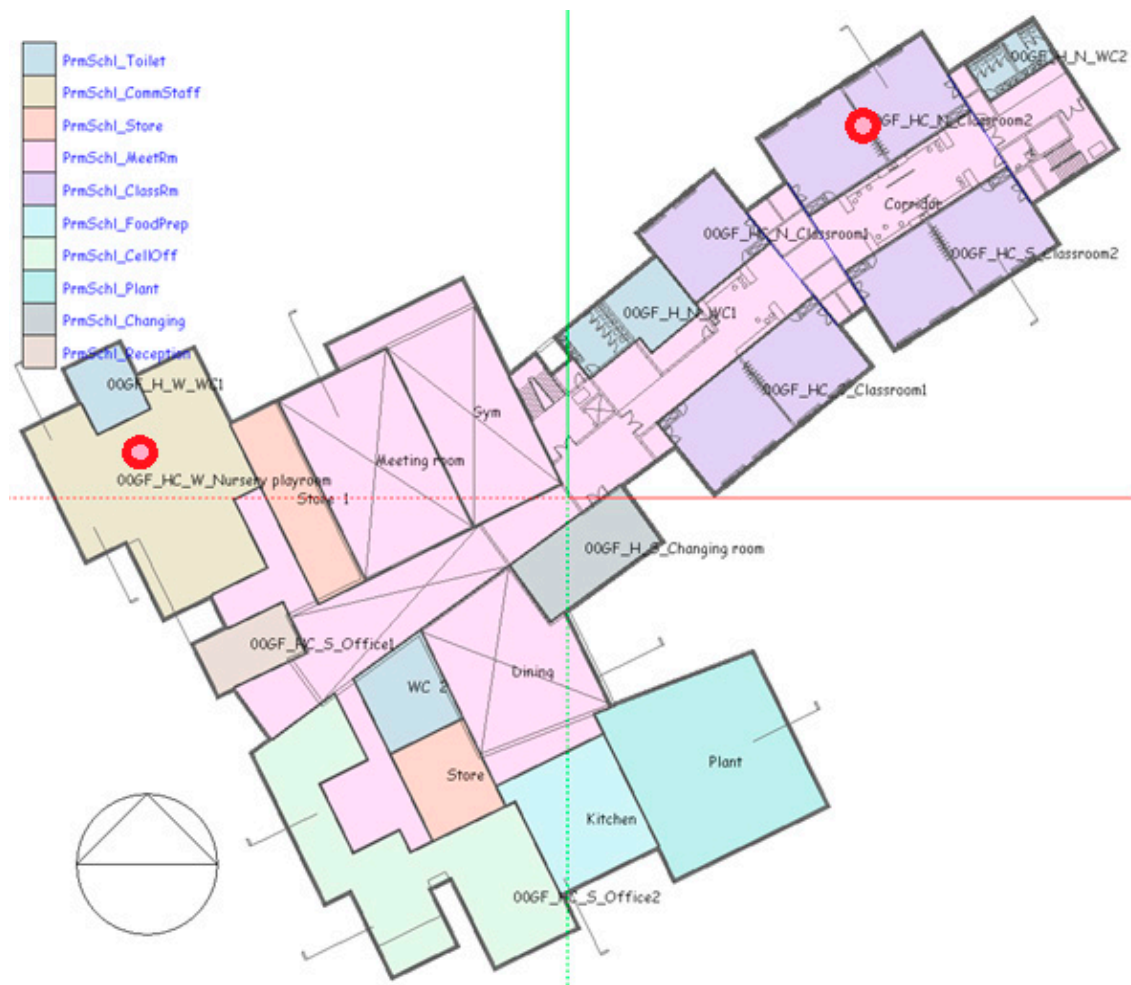 PrmSchl_Toilet
PrmSchl_CommStaff
PrmSchl_Store
PrmSchl_MeetRm
PrmSchl_ClassRm
PrmSchl_FoodPrep
PrmSchl_CellOff
PrmSchl_Plant
PrmSchl_Changing
PrmSchl_Reception
00GF_H_N_WC2
GF_HC_N_Classroom2
Corridor
00GF_HC_N_Classroom1
00GF_HC_S_Classroom2
00GF_H_N_WC1
00GF_H_W_WC1
00GF_HC_S_Classroom1
Gym
Meeting room
00GF_HC_W_Nursery playroom
Store 1
00GF_H_S_Changing room
00GF_HC_S_Office1
Dining
WC 2
Plant
Store
Kitchen
00GF_HC_S_Office2